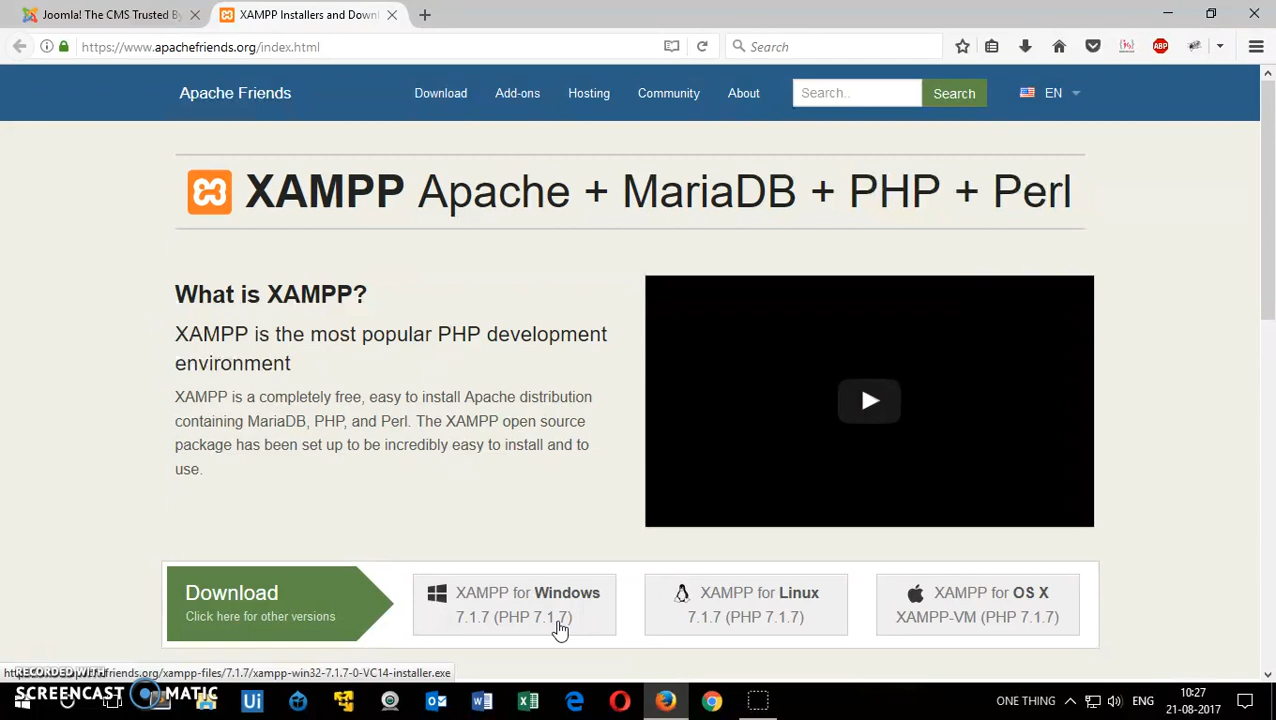 Joomla! The CMS Trusted By
XAMPP Installers and Downl
https://www.apachefriends.org/index.html
Search
ABP
Apache Friends
Download
Add-ons
Hosting
Community
About
Search..
Search
EN
XAMPP Apache + MariaDB + PHP + Perl
What is XAMPP?
XAMPP is the most popular PHP development
environment
XAMPP is a completely free, easy to install Apache distribution
containing MariaDB, PHP, and Perl. The XAMPP open source
package has been set up to be incredibly easy to install and to
use.
Download
Click here for other versions
XAMPP for Windows
7.1.7 (PHP 7.1.7)
XAMPP for Linux
7.1.7 (PHP 7.1.7)
XAMPP for OS X
XAMPP-VM (PHP 7.1.7)
friends.org/xampp-files/7.1.7/xampp-win32-7.1.7-0-VC14-installer.exe
RECORDED WITH
SCREENCAST MATIC
Ui
ONE THING
ENG
10:27
21-08-2017